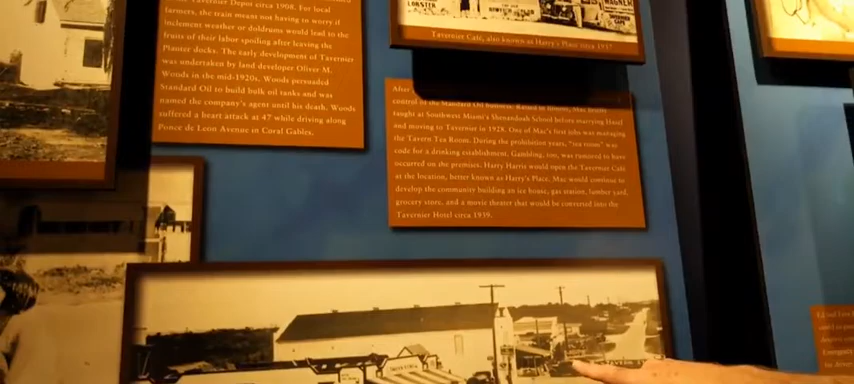 Tavernier Depot circa 1908. For local
farmers, the train meant not having to worry if
inclement weather or doldrums would lead to the
fruits of their labor spoiling after leaving the
Planter docks. The early development of Tavernier
was undertaken by land developer Oliver M.
Woods in the mid-1920s. Woods persuaded
Standard Oil to build bulk oil tanks and was
named the company's agent until his death. Woods
suffered a heart attack at 47 while driving along
Ponce de Leon Avenue in Coral Gables.
LOBSTER
WAGNER
Tavernier Café, also known as Harry's Place circa 1937
After
control of the Standard Oil business. Raised in Illinois, Mac
taught at Southwest Miami's Shenandoah School before marrying Hazel
and moving to Tavernier in 1928. One of Mac's first jobs was managing
the Tavern Tea Room. During the prohibition years, "tea room" was
code for a drinking establishment. Gambling, too, was rumored to have
occurred on the premises. Harry Harris would open the Tavernier Café
at the location, better known as Harry's Place. Mac would continue to
develop the community building an ice house, gas station, lumber yard,
grocery store, and a movie theater that would be converted into the
Tavernier Hotel circa 1939.